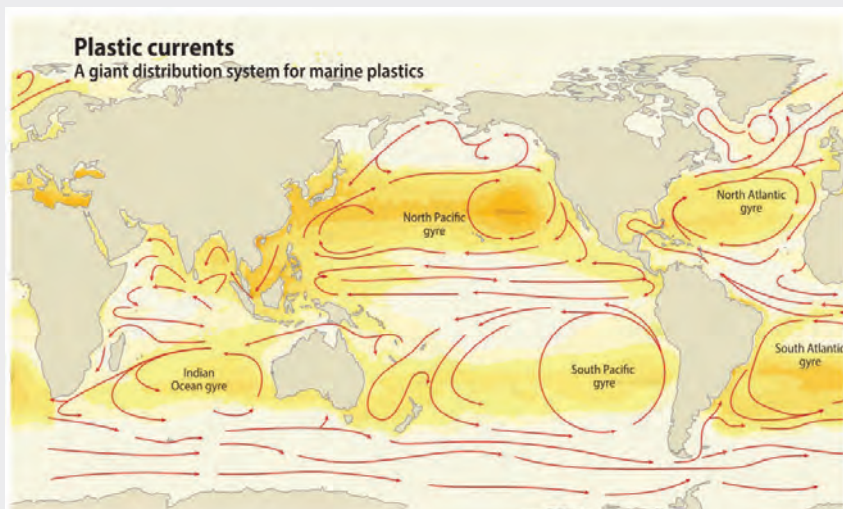 Plastic currents
A giant distribution system for marine plastics
North Pacific
gyre
North Atlantic
gyre
Indian
Ocean gyre
South Pacific
gyre
South Atlantic
gyre